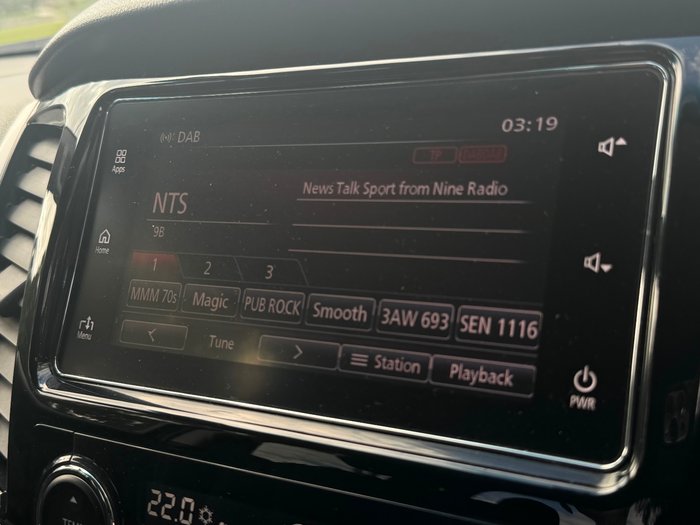 DAB
03:19
Apps
TP
News Talk Sport from Nine Radio
NTS
9B
Home
1 2 3
MMM 70s Magic PUB ROCK Smooth 3AW 693 SEN 1116
Menu
< Tune > Station Playback
PWR
22.0
TEMP